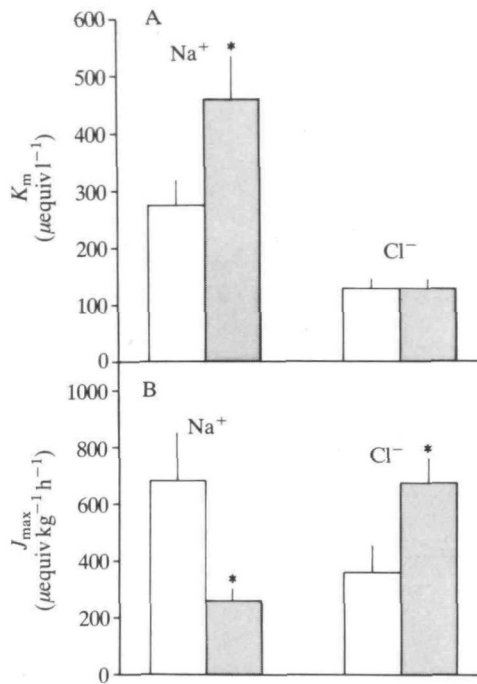 A
600
Na⁺
*
500
400
300
200
100
0
Kₘ
(μequiv l⁻¹)
Cl⁻
B
1000
Na⁺
Cl⁻
*
800
600
400
*
200
0
Jₘₐₓ
(μequiv kg⁻¹ h⁻¹)